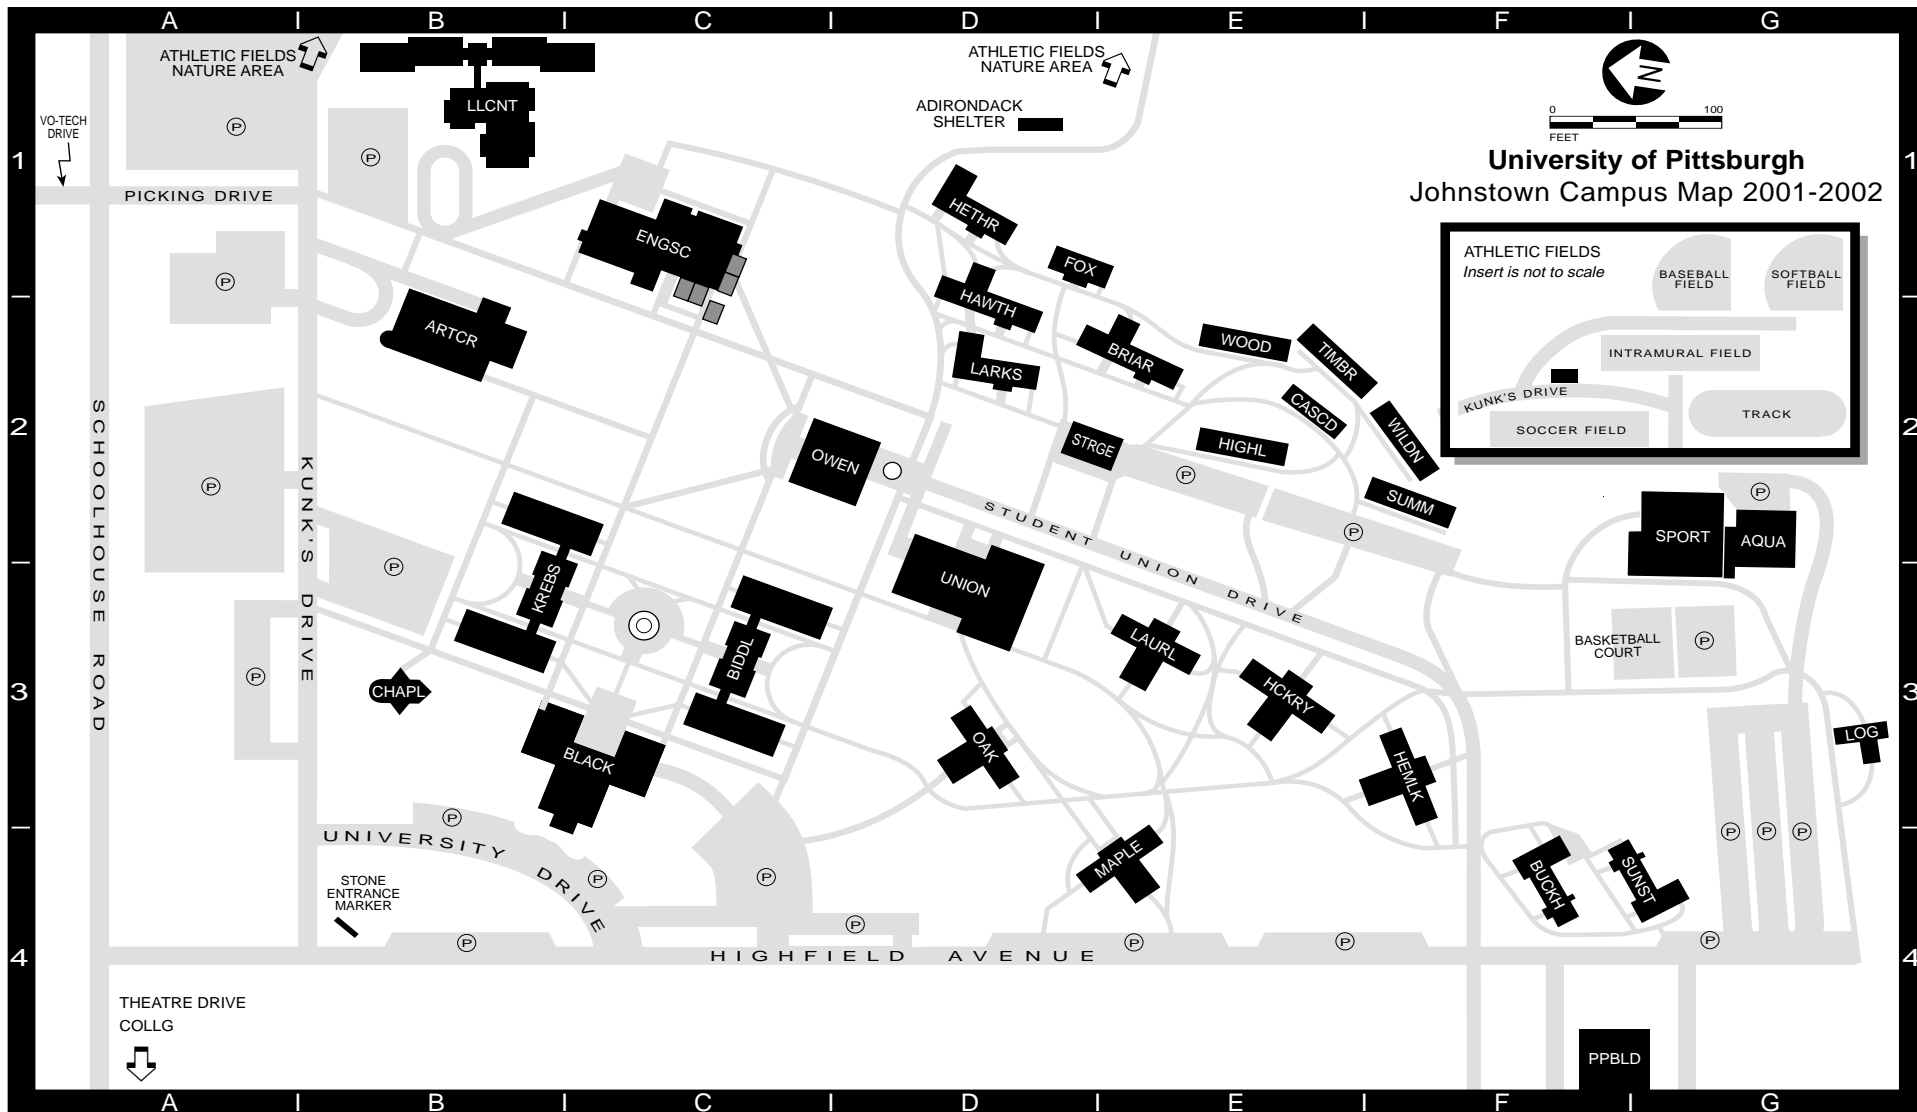 A I B I C I D I E I F I G
ATHLETIC FIELDS
NATURE AREA
LLCNT
ATHLETIC FIELDS
NATURE AREA
ADIRONDACK
SHELTER
N
0 100
FEET
University of Pittsburgh
Johnstown Campus Map 2001-2002
VO-TECH
DRIVE
P
P
1
1
PICKING DRIVE
HETHR
ENGSC
FOX
HAWTH
P
ATHLETIC FIELDS
Insert is not to scale
BASEBALL
FIELD
SOFTBALL
FIELD
INTRAMURAL FIELD
KUNK'S DRIVE
TRACK
SOCCER FIELD
ARTCR
LARKS
BRIAR
WOOD
TIMBR
CASCD
WILDN
2
2
SCHOOLHOUSE ROAD
KUNK'S DRIVE
OWEN
STRGE
HIGHL
P
P
SUMM
P
P
STUDENT UNION DRIVE
SPORT
AQUA
P
KREBS
UNION
BIDDL
LAURL
BASKETBALL
COURT
P
P
3
3
CHAPL
HCKRY
BLACK
OAK
HEMLK
LOG
P
UNIVERSITY DRIVE
P
P
P
P
P
MAPLE
BUCKH
SUNST
STONE
ENTRANCE
MARKER
P
P
P
P
P
P
4
4
HIGHFIELD AVENUE
THEATRE DRIVE
COLLG
PPBLD
A I B I C I D I E I F I G